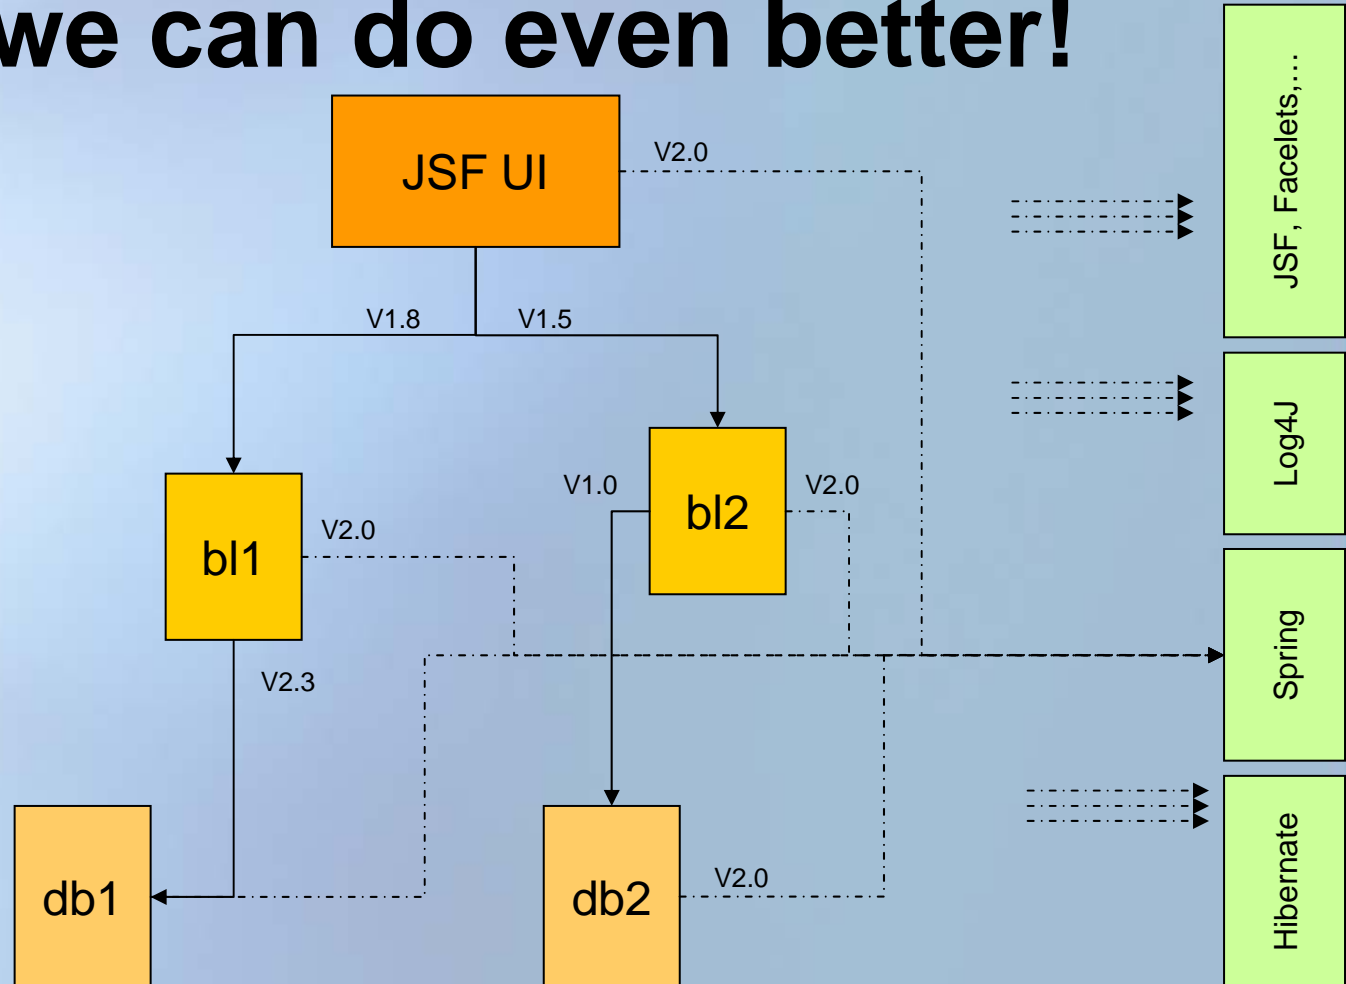 we can do even better!
JSF UI
V2.0
JSF, Facelets,...
V1.8
V1.5
Log4J
V1.0
bl2
V2.0
bl1
V2.0
Spring
V2.3
db1
db2
V2.0
Hibernate